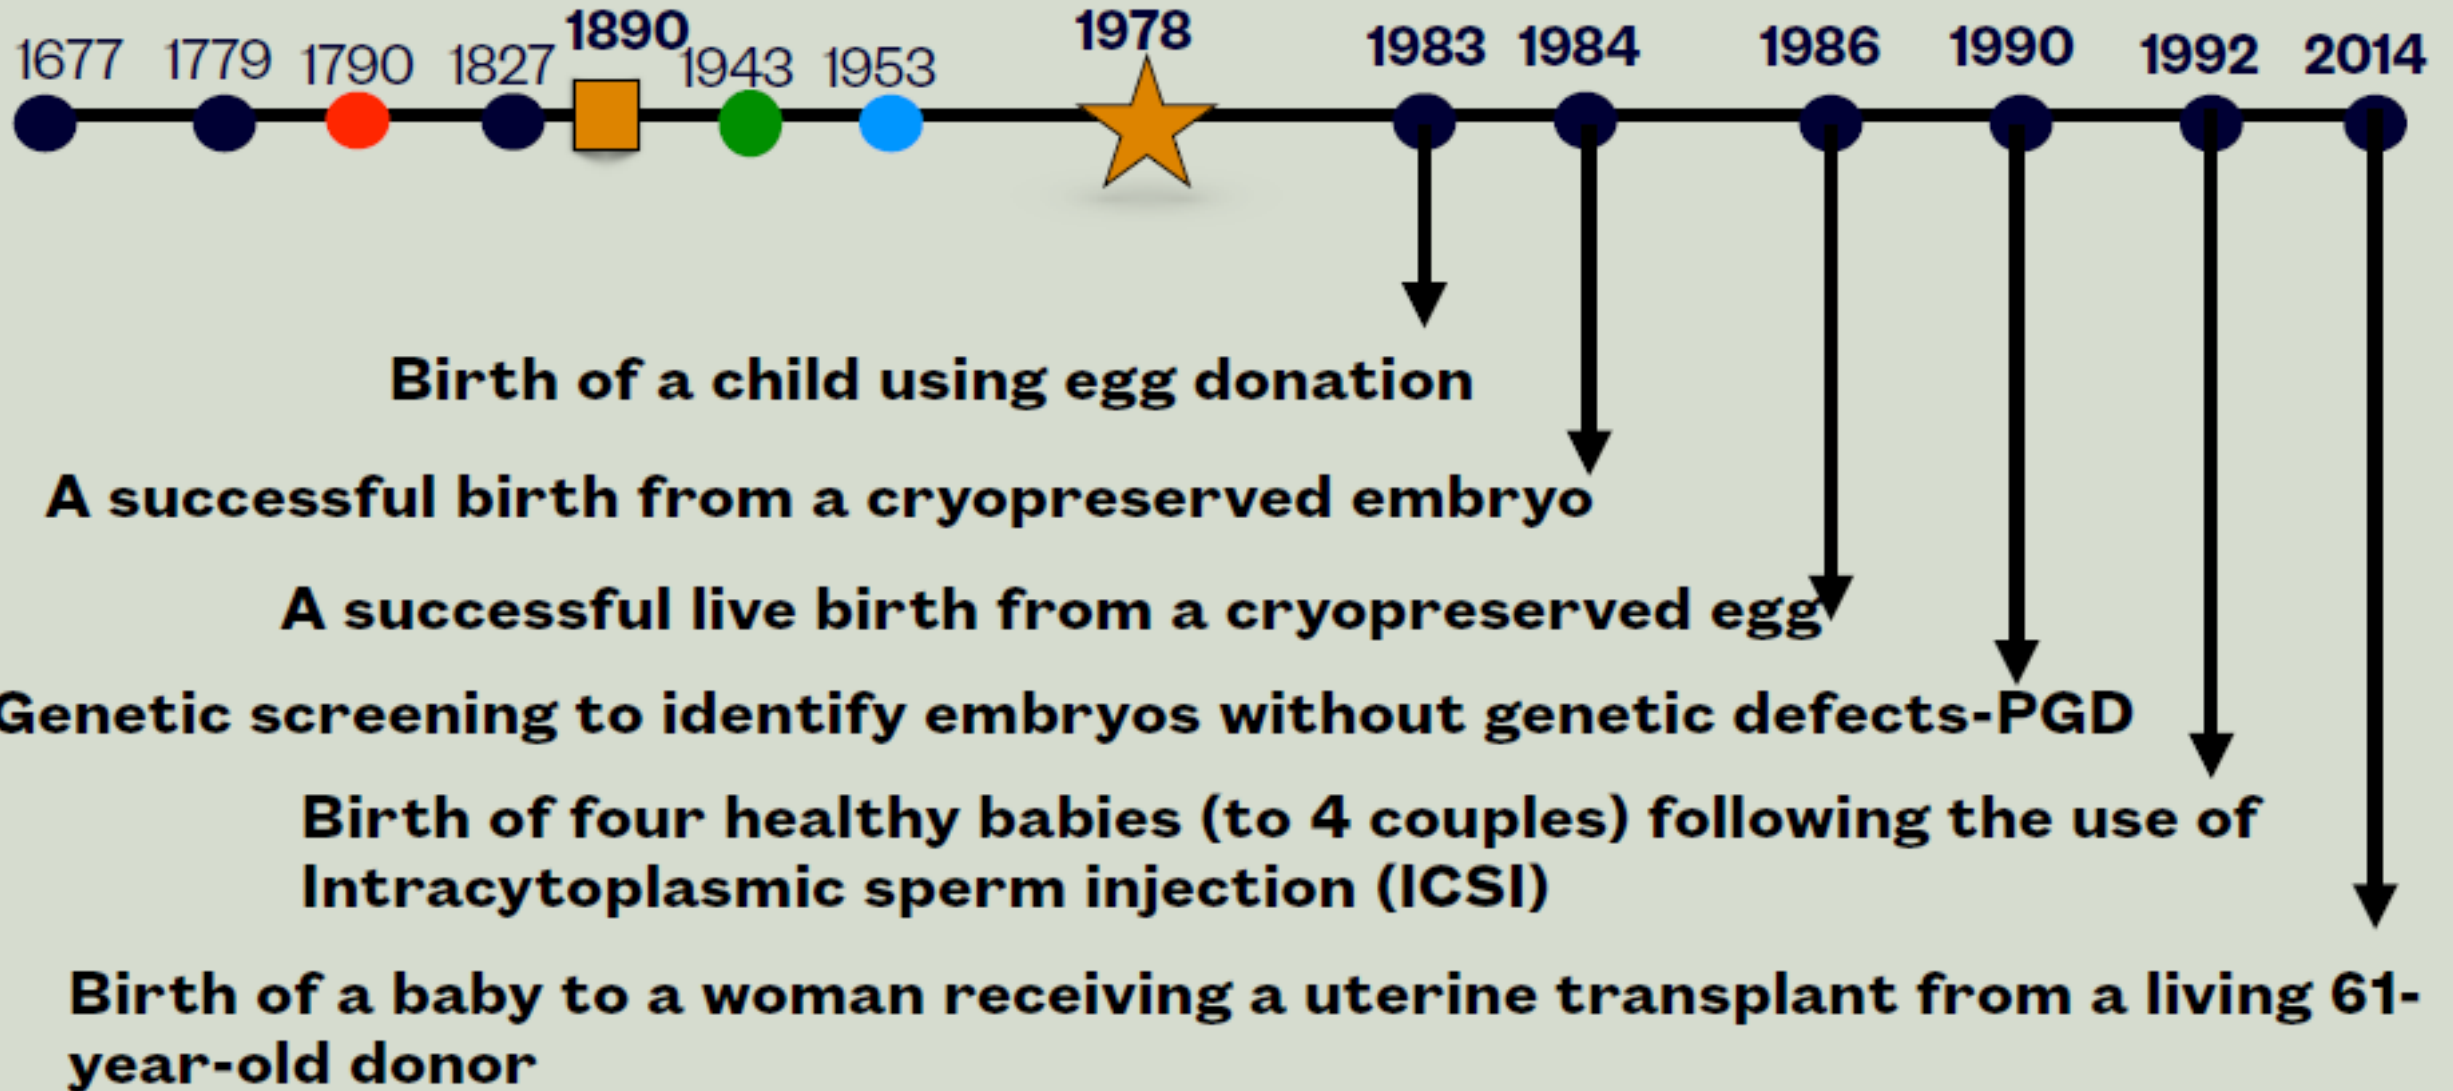 1677 1779 1790 1827 1890 1943 1953 1978 1983 1984 1986 1990 1992 2014
Birth of a child using egg donation
A successful birth from a cryopreserved embryo
A successful live birth from a cryopreserved egg
Genetic screening to identify embryos without genetic defects-PGD
Birth of four healthy babies (to 4 couples) following the use of
Intracytoplasmic sperm injection (ICSI)
Birth of a baby to a woman receiving a uterine transplant from a living 61-
year-old donor